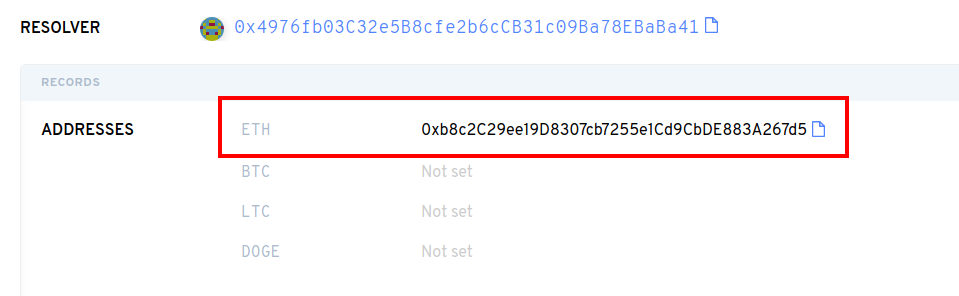 RESOLVER 0x4976fb03C32e5B8cfe2b6cCB31c09Ba78EBaBa41
RECORDS
ADDRESSES ETH 0xb8c2C29ee19D8307cb7255e1Cd9CbDE883A267d5
BTC Not set
LTC Not set
DOGE Not set